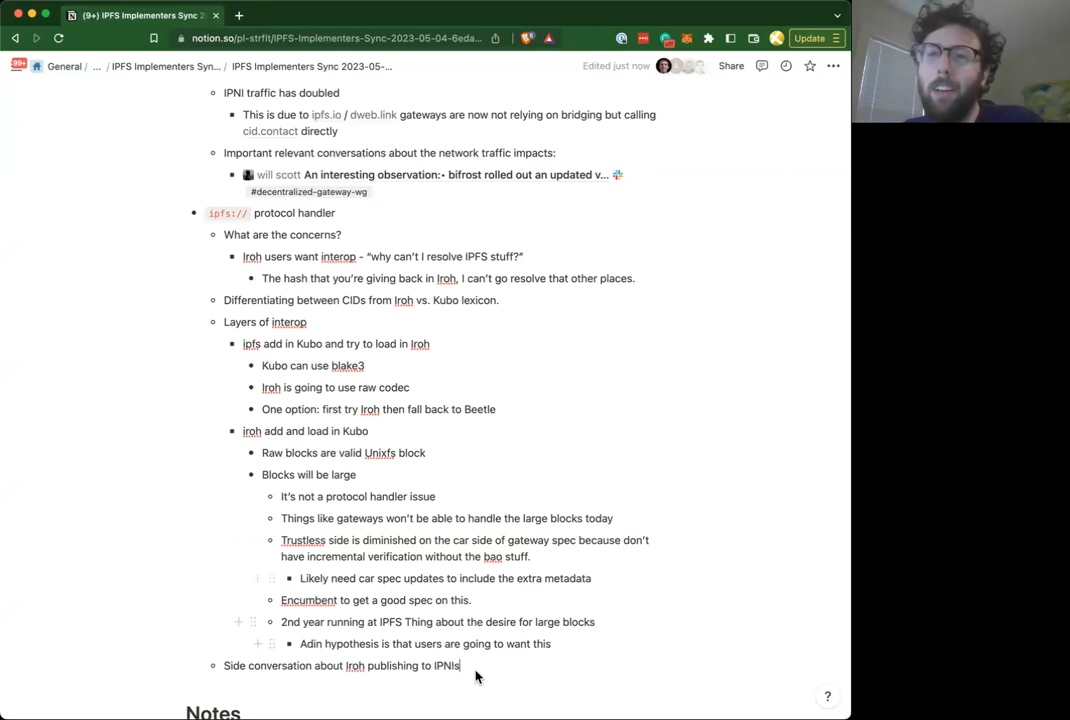 (9+) IPFS Implementers Sync 2
notion.so/pl-strflt/IPFS-Implementers-Sync-2023-05-04-6eda...
Update
99+
General / ... / IPFS Implementers Syn... / IPFS Implementers Sync 2023-05-...
Edited just now
Share
IPNI traffic has doubled
This is due to ipfs.io / dweb.link gateways are now not relying on bridging but calling
cid.contact directly
Important relevant conversations about the network traffic impacts:
will scott An interesting observation:• bifrost rolled out an updated v...
#decentralized-gateway-wg
ipfs:// protocol handler
What are the concerns?
Iroh users want interop - “why can’t I resolve IPFS stuff?”
The hash that you’re giving back in Iroh, I can’t go resolve that other places.
Differentiating between CIDs from Iroh vs. Kubo lexicon.
Layers of interop
ipfs add in Kubo and try to load in Iroh
Kubo can use blake3
Iroh is going to use raw codec
One option: first try Iroh then fall back to Beetle
iroh add and load in Kubo
Raw blocks are valid Unixfs block
Blocks will be large
It’s not a protocol handler issue
Things like gateways won’t be able to handle the large blocks today
Trustless side is diminished on the car side of gateway spec because don’t
have incremental verification without the bao stuff.
Likely need car spec updates to include the extra metadata
Encumbent to get a good spec on this.
2nd year running at IPFS Thing about the desire for large blocks
Adin hypothesis is that users are going to want this
Side conversation about Iroh publishing to IPNIs
Notes
?